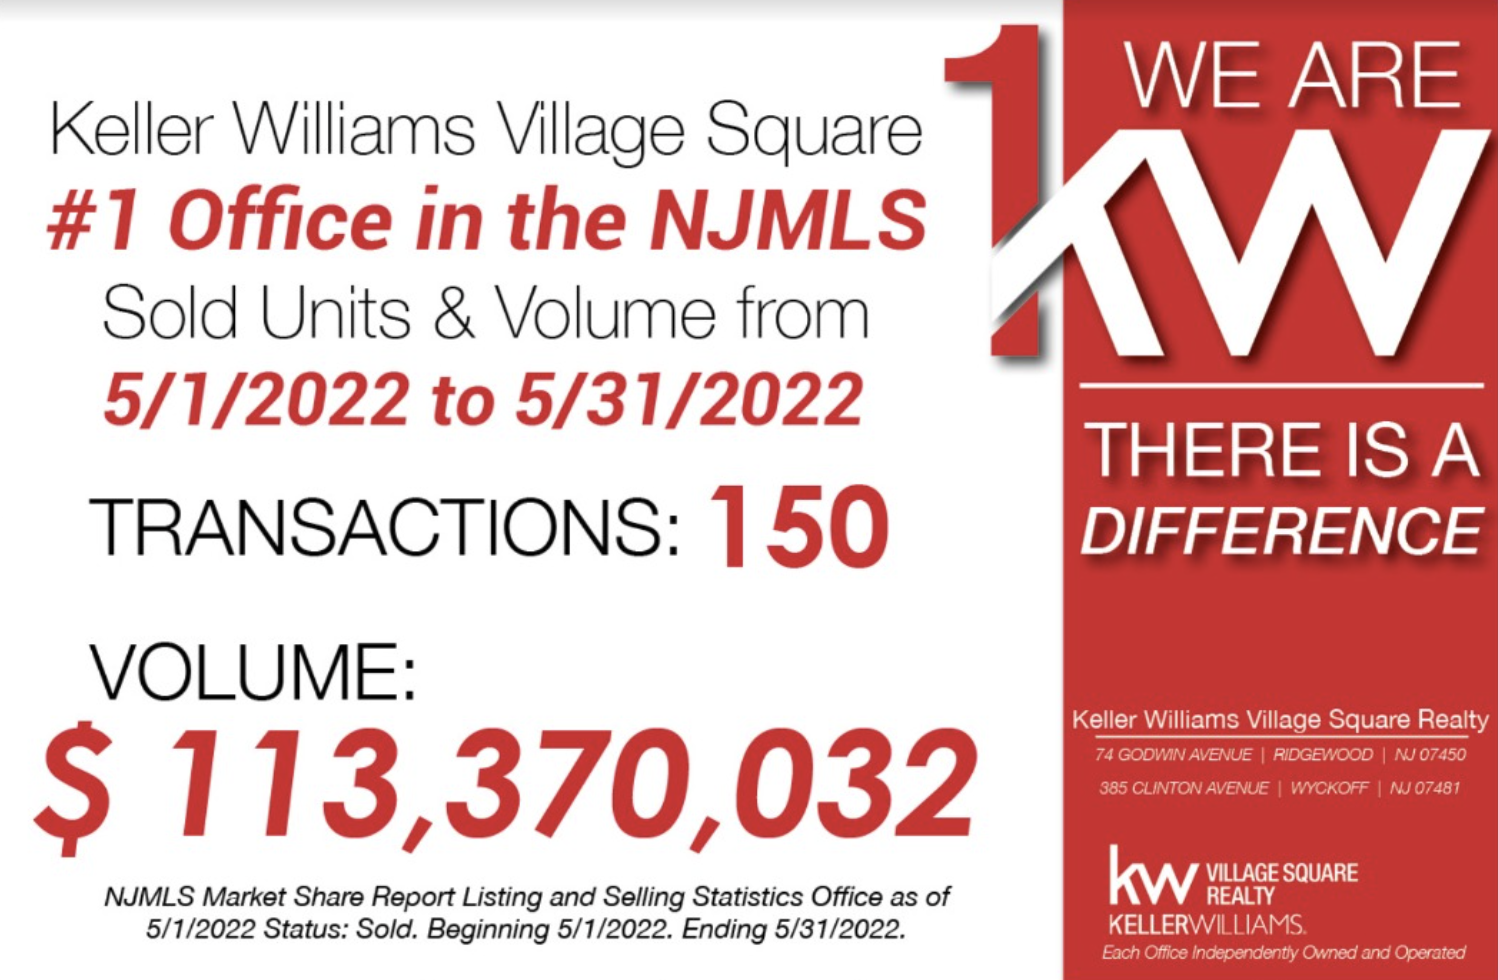 Keller Williams Village Square
#1 Office in the NJMLS
Sold Units & Volume from
5/1/2022 to 5/31/2022
TRANSACTIONS: 150
VOLUME:
$ 113,370,032
NJMLS Market Share Report Listing and Selling Statistics Office as of
5/1/2022 Status: Sold. Beginning 5/1/2022. Ending 5/31/2022.
1
WE ARE
kw
THERE IS A
DIFFERENCE
Keller Williams Village Square Realty
74 GODWIN AVENUE | RIDGEWOOD | NJ 07450
385 CLINTON AVENUE | WYCKOFF | NJ 07481
kw VILLAGE SQUARE
REALTY
KELLERWILLIAMS.
Each Office Independently Owned and Operated